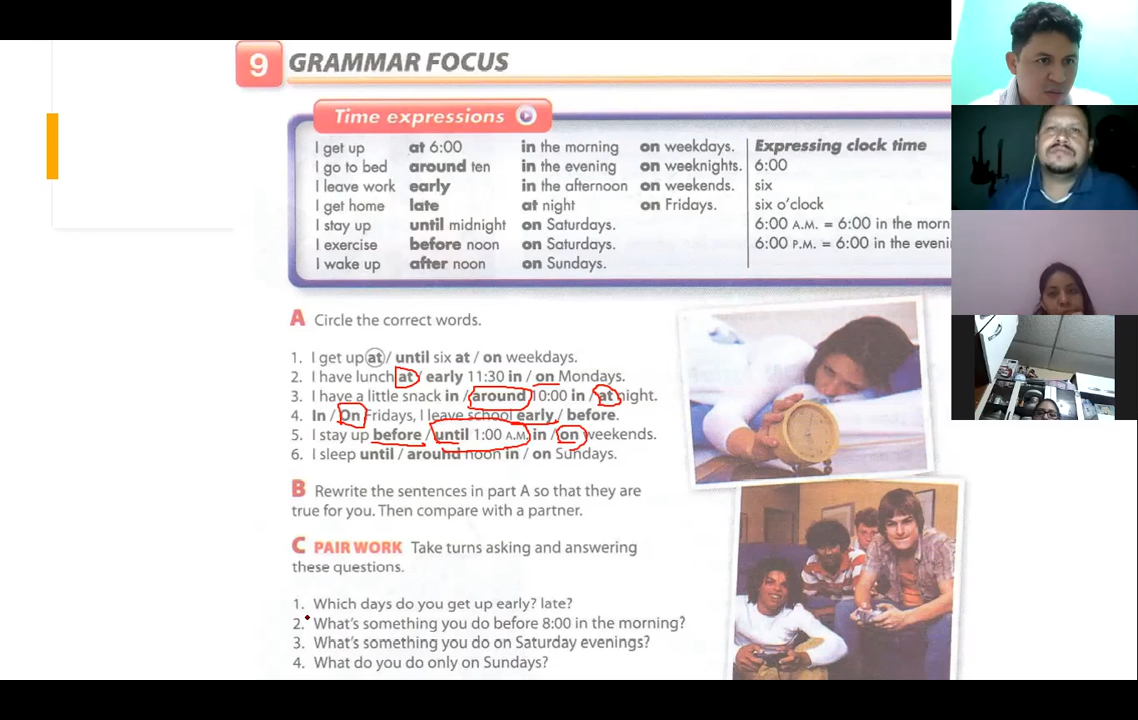 9 GRAMMAR FOCUS
Time expressions
I get up at 6:00 in the morning on weekdays. Expressing clock time
I go to bed around ten in the evening on weeknights. 6:00
I leave work early in the afternoon on weekends. six
I get home late at night on Fridays. six o'clock
I stay up until midnight on Saturdays. 6:00 A.M. = 6:00 in the morn
I exercise before noon on Saturdays. 6:00 P.M. = 6:00 in the eveni
I wake up after noon on Sundays.
A Circle the correct words.
1. I get up at / until six at / on weekdays.
2. I have lunch at / early 11:30 in / on Mondays.
3. I have a little snack in / around 10:00 in / at night.
4. In / On Fridays, I leave school early / before.
5. I stay up before / until 1:00 A.M. in / on weekends.
6. I sleep until / around noon in / on Sundays.
B Rewrite the sentences in part A so that they are
true for you. Then compare with a partner.
C PAIR WORK Take turns asking and answering
these questions.
1. Which days do you get up early? late?
2. What's something you do before 8:00 in the morning?
3. What's something you do on Saturday evenings?
4. What do you do only on Sundays?